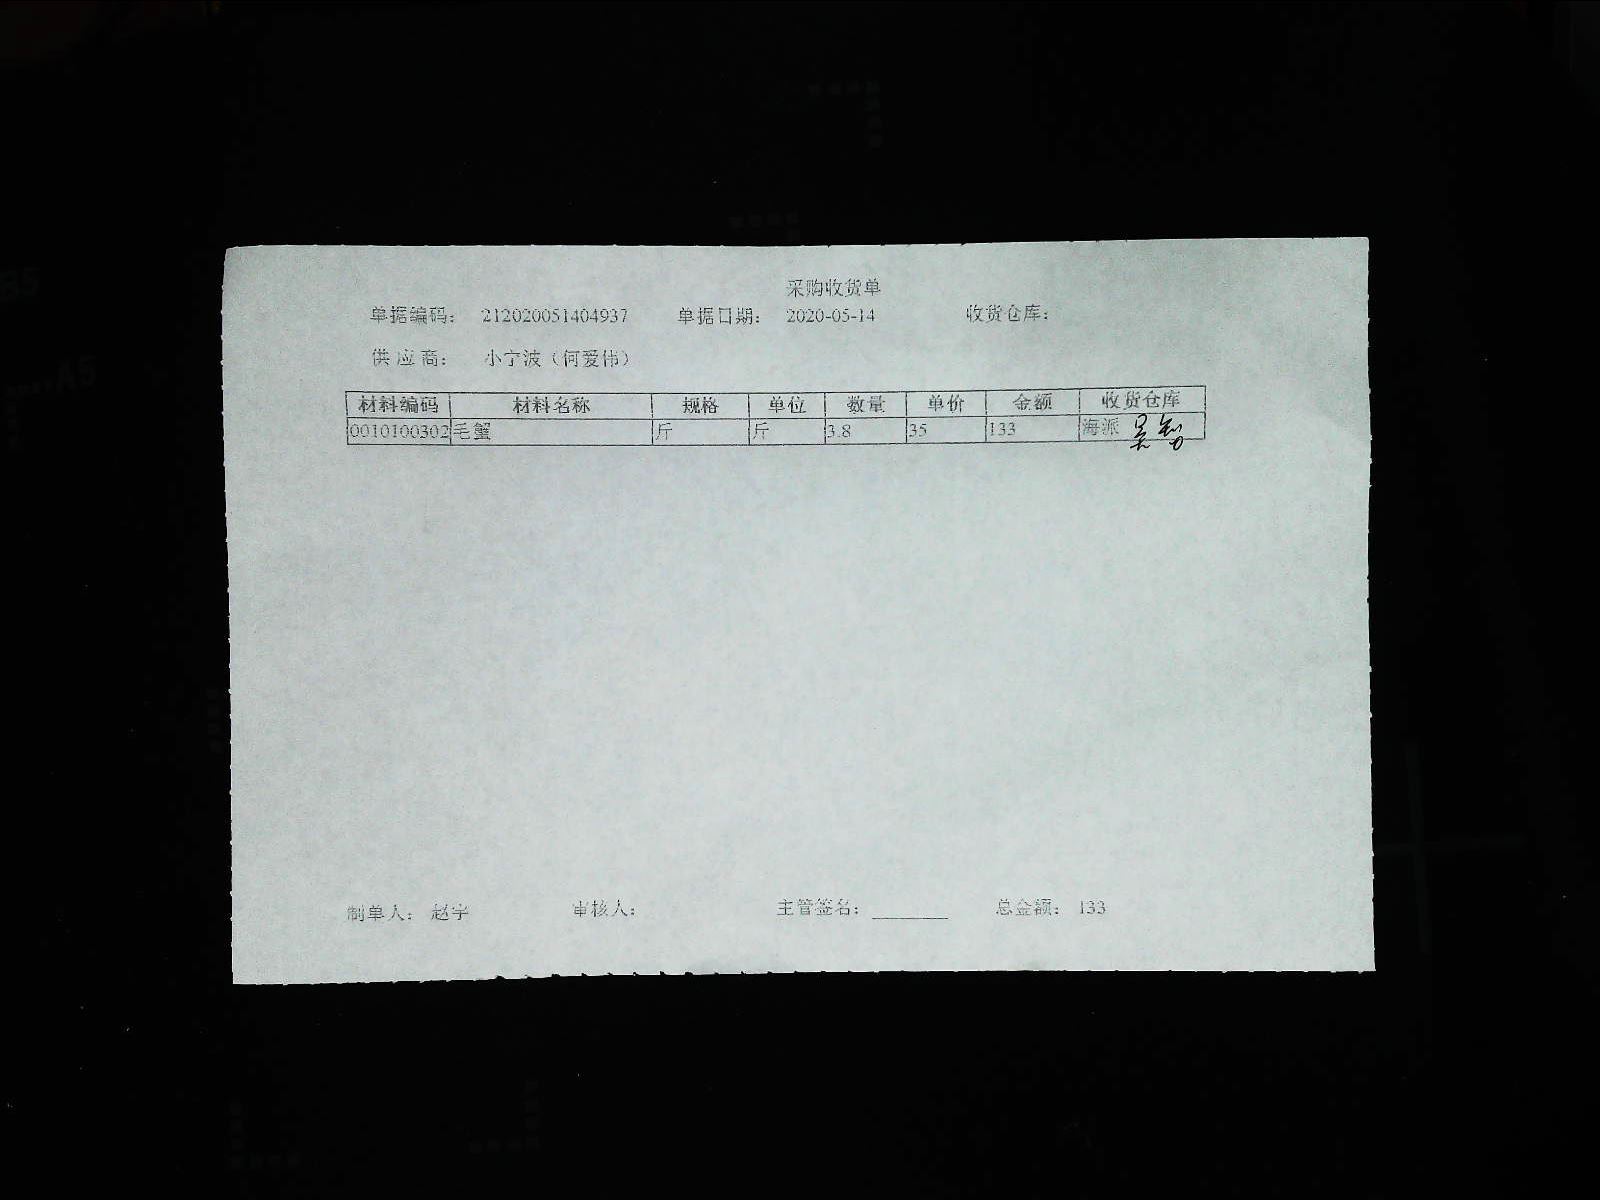 采购收货单
单据编码: 212020051404937 单据日期: 2020-05-14 收货仓库:
供应商: 小宁波（何爱伟）
材料编码 材料名称 规格 单位 数量 单价 金额 收货仓库
0010100302 毛蟹 斤 斤 3.8 35 133 海派
制单人: 赵宇 审核人: 主管签名: 总金额: 133
A5